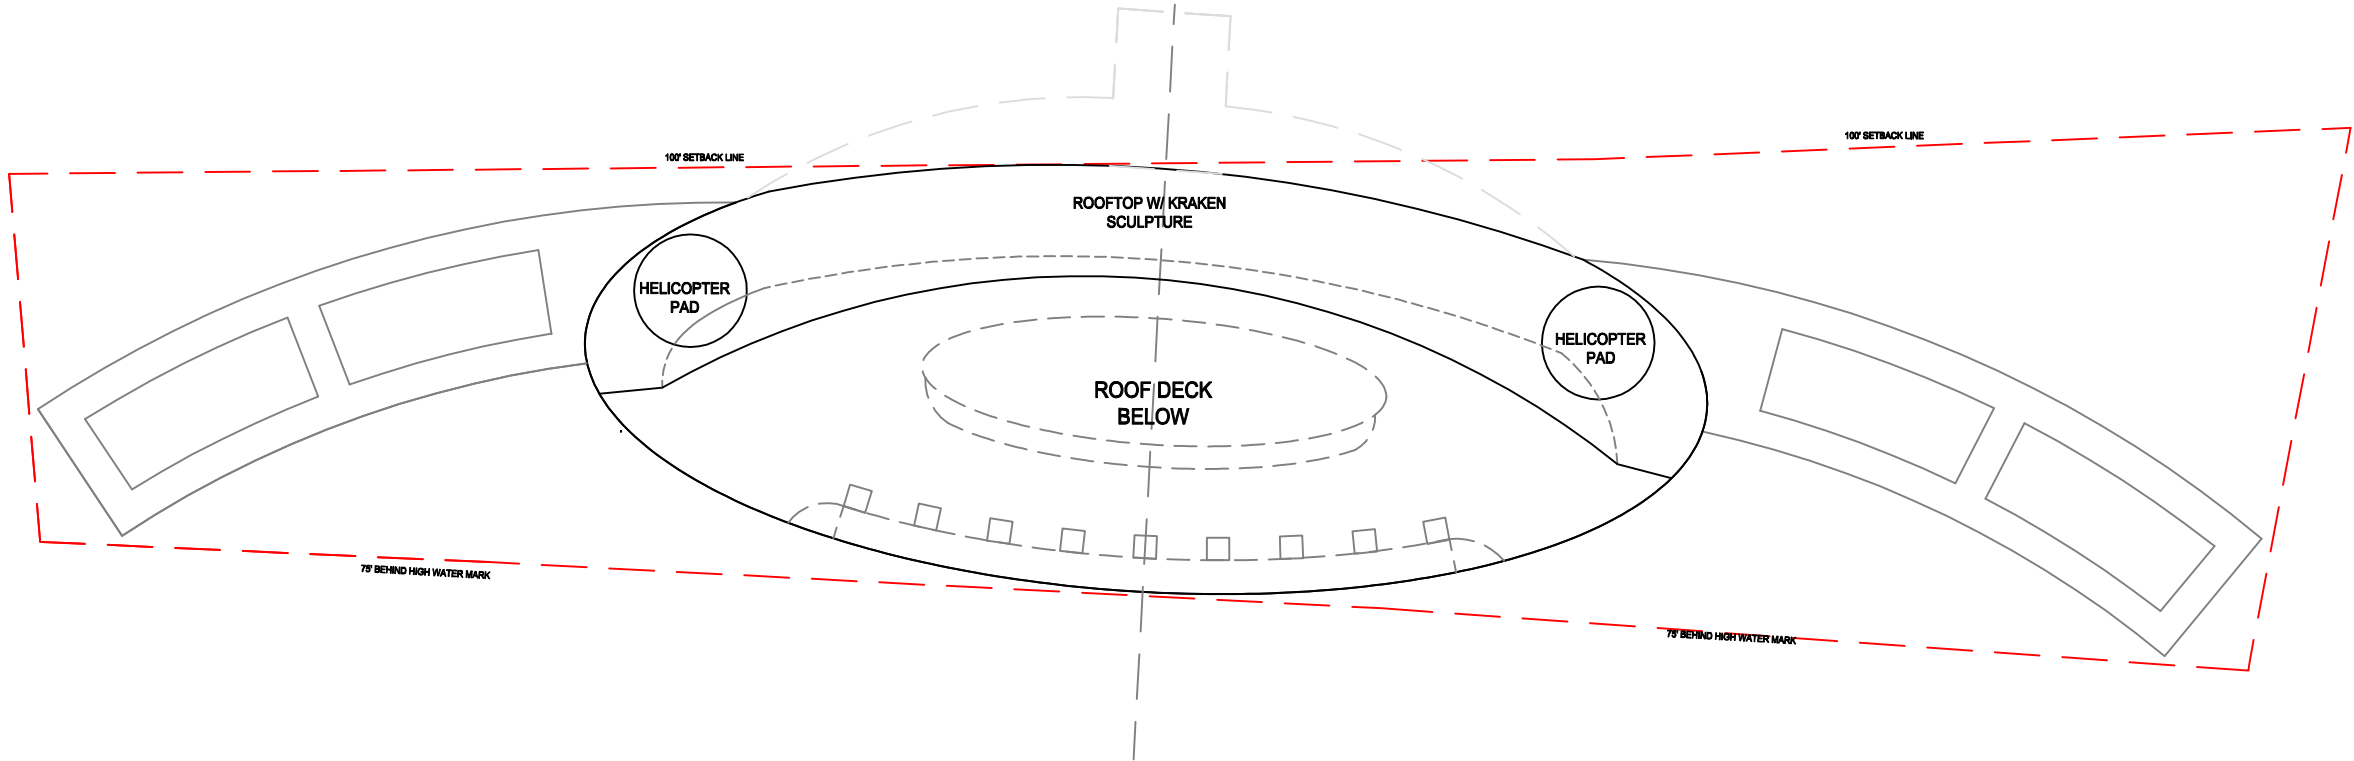 100' SETBACK LINE
100' SETBACK LINE
ROOFTOP W/ KRAKEN
SCULPTURE
HELICOPTER
PAD
HELICOPTER
PAD
ROOF DECK
BELOW
75' BEHIND HIGH WATER MARK
75' BEHIND HIGH WATER MARK